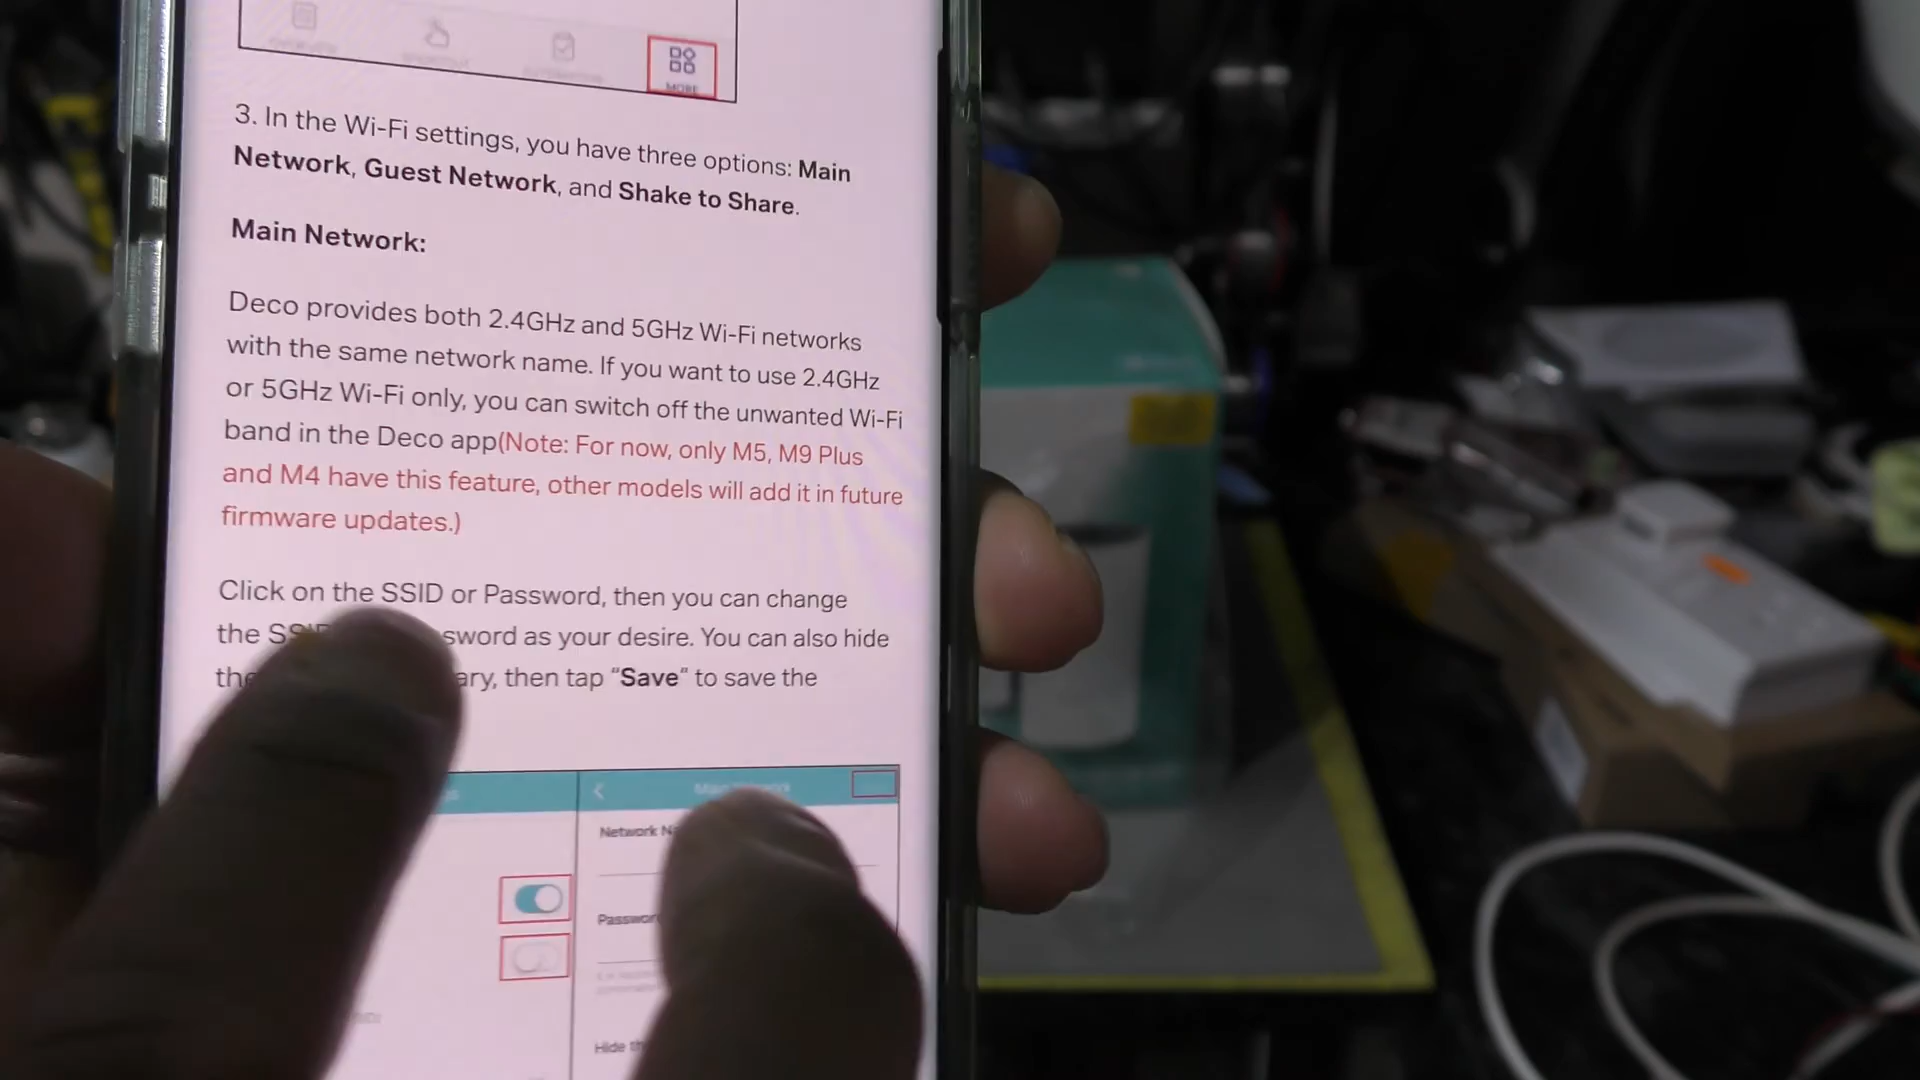 MORE
3. In the Wi-Fi settings, you have three options: Main
Network, Guest Network, and Shake to Share.
Main Network:
Deco provides both 2.4GHz and 5GHz Wi-Fi networks
with the same network name. If you want to use 2.4GHz
or 5GHz Wi-Fi only, you can switch off the unwanted Wi-Fi
band in the Deco app(Note: For now, only M5, M9 Plus
and M4 have this feature, other models will add it in future
firmware updates.)
Click on the SSID or Password, then you can change
the sword as your desire. You can also hide
ary, then tap “Save” to save the
Network
Hide